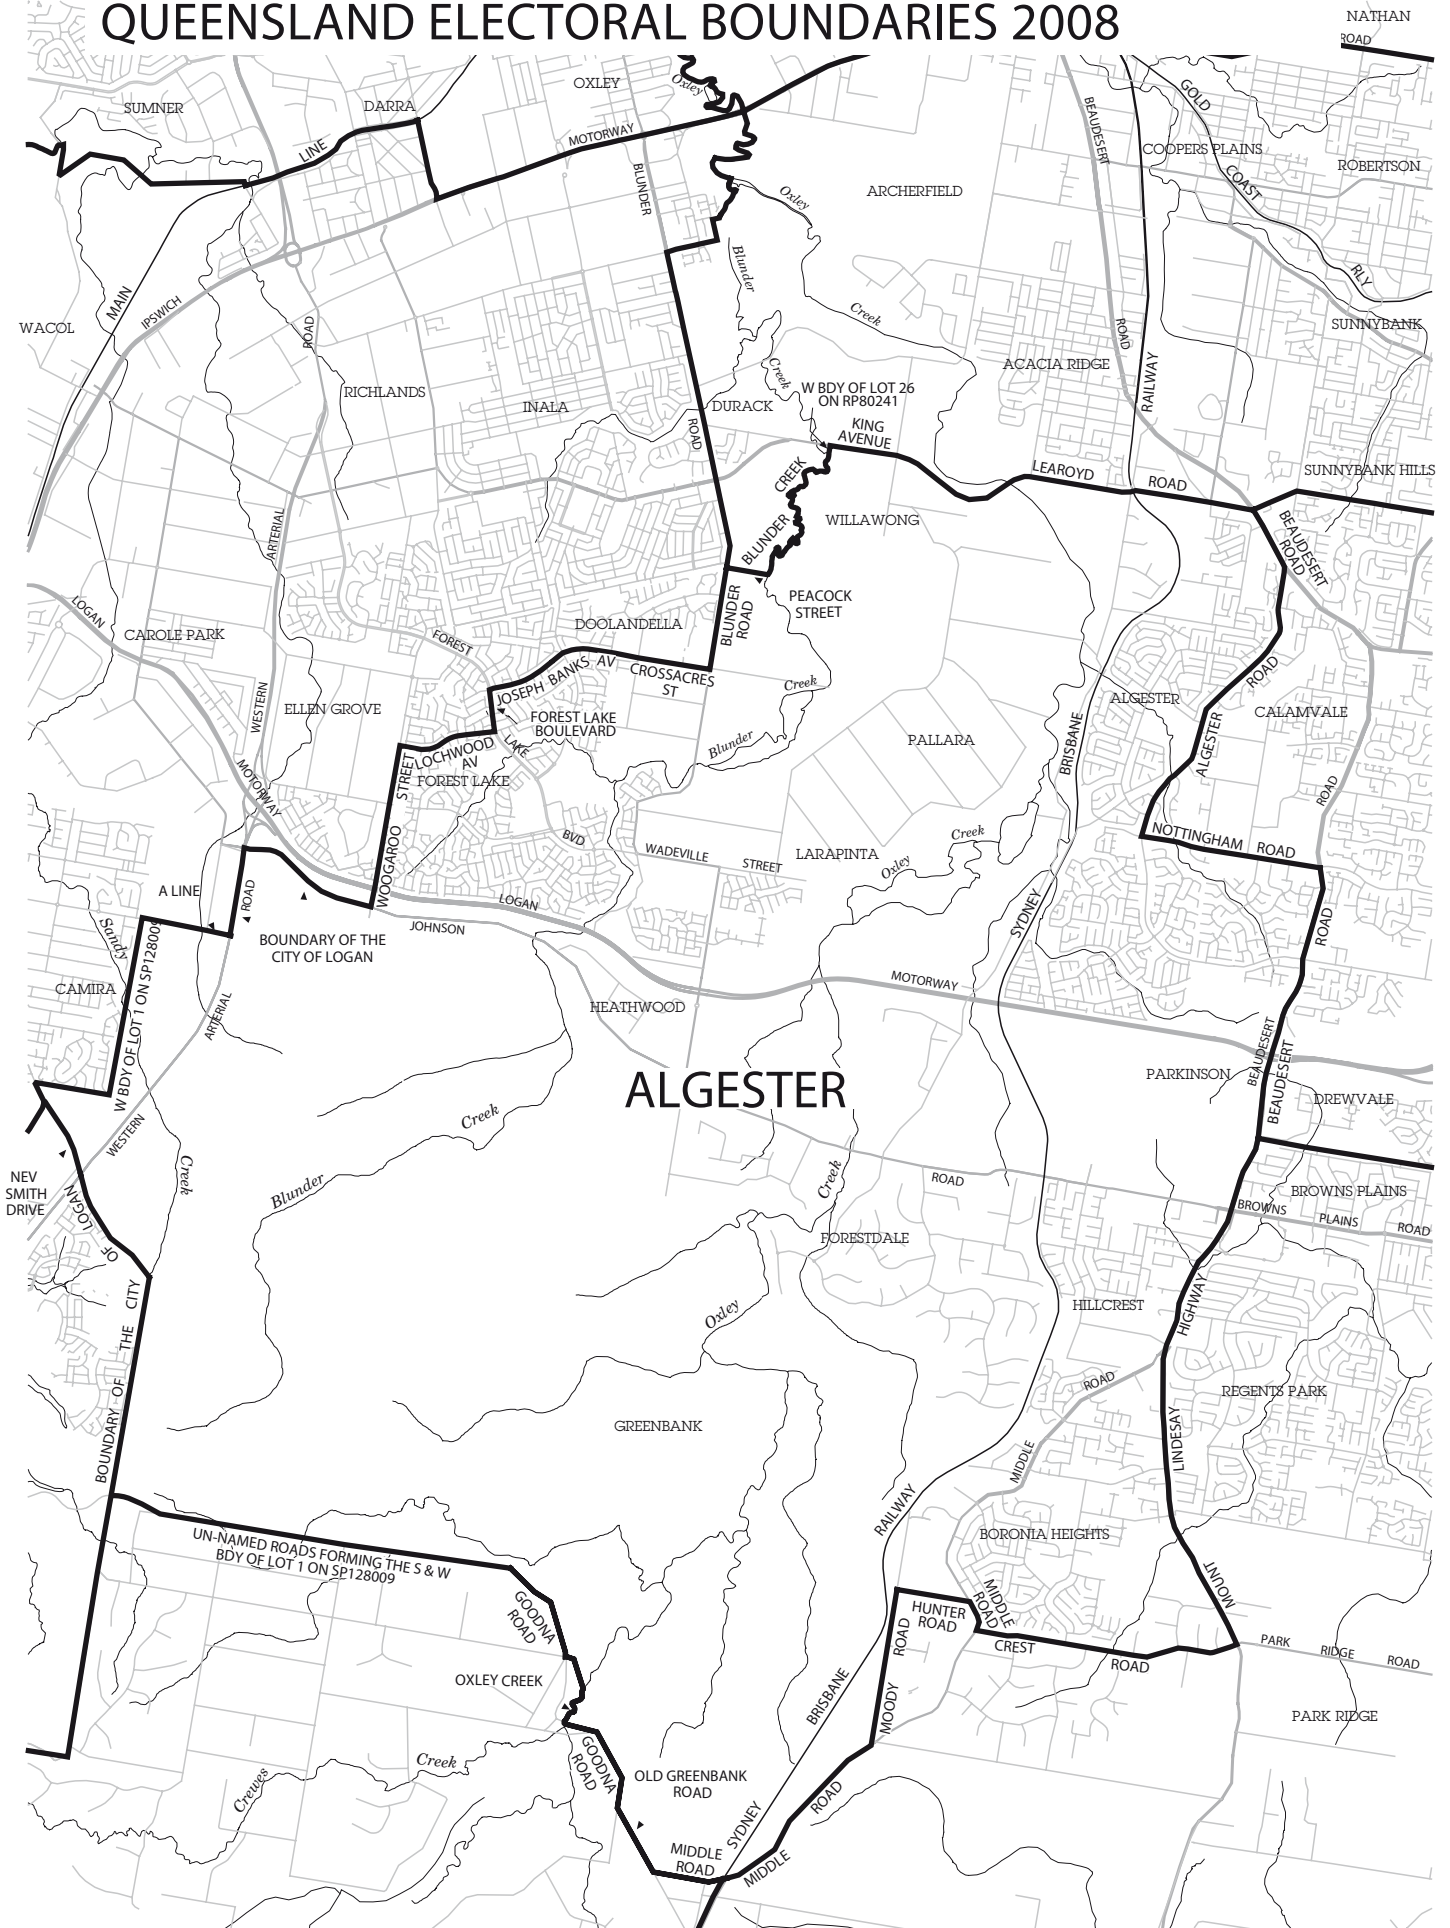 QUEENSLAND ELECTORAL BOUNDARIES 2008
NATHAN
ROAD
SUMNER
DARRA
OXLEY
Oxley
GOLD
LINE
MOTORWAY
BEAUDESERT
COOPERS PLAINS
ROBERTSON
COAST
BLUNDER
ARCHERFIELD
Oxley
Blunder
RLY
WACOL
MAIN
IPSWICH
ROAD
Creek
ROAD
SUNNYBANK
RICHLANDS
INALA
Creek
DURACK
W BDY OF LOT 26
ON RP80241
ACACIA RIDGE
RAILWAY
ROAD
KING
AVENUE
CREEK
LEAROYD
ROAD
SUNNYBANK HILLS
ARTERIAL
BLUNDER
WILLAWONG
BEAUDESERT
ROAD
LOGAN
CAROLE PARK
FOREST
DOOLANDELLA
BLUNDER
ROAD
PEACOCK
STREET
JOSEPH BANKS AV
CROSSACRES
ST
Creek
ROAD
WESTERN
ELLEN GROVE
FOREST LAKE
BOULEVARD
ALGESTER
CALAMVALE
MOTORWAY
STREET
LOCHWOOD
AV
LAKE
FOREST LAKE
Blunder
PALLARA
BRISBANE
ALGESTER
ROAD
WOOGAROO
BVD
WADEVILLE
STREET
LARAPINTA
Creek
Oxley
NOTTINGHAM
ROAD
A LINE
ROAD
LOGAN
JOHNSON
SYDNEY
ROAD
Sandy
W BDY OF LOT 1 ON SP128009
BOUNDARY OF THE
CITY OF LOGAN
CAMIRA
ARTERIAL
HEATHWOOD
MOTORWAY
BEAUDESERT
BEAUDESERT
ALGESTER
PARKINSON
DREWVALE
WESTERN
Creek
Creek
NEV
SMITH
DRIVE
LOGAN
OF
Blunder
Creek
ROAD
BROWNS PLAINS
BROWNS
PLAINS
ROAD
FORESTDALE
CITY
THE
OF
BOUNDARY
Oxley
HILLCREST
HIGHWAY
ROAD
REGENTS PARK
GREENBANK
LINDESAY
MIDDLE
RAILWAY
BORONIA HEIGHTS
UN-NAMED ROADS FORMING THE S & W
BDY OF LOT 1 ON SP128009
GOODNA
ROAD
MOUNT
HUNTER
ROAD
MIDDLE
ROAD
ROAD
CREST
ROAD
PARK
RIDGE
ROAD
OXLEY CREEK
BRISBANE
MOODY
PARK RIDGE
Creek
Crewes
GOODNA
ROAD
OLD GREENBANK
ROAD
ROAD
SYDNEY
MIDDLE
ROAD
MIDDLE